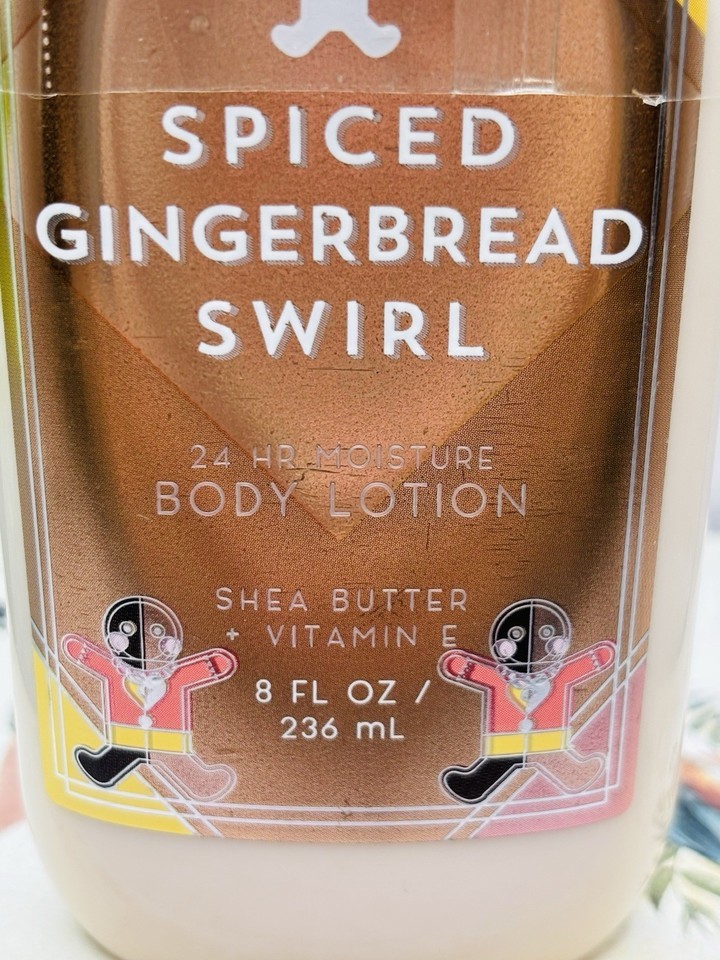 SPICED
GINGERBREAD
SWIRL
24 HR MOISTURE
BODY LOTION
SHEA BUTTER
+ VITAMIN E
8 FL OZ /
236 mL